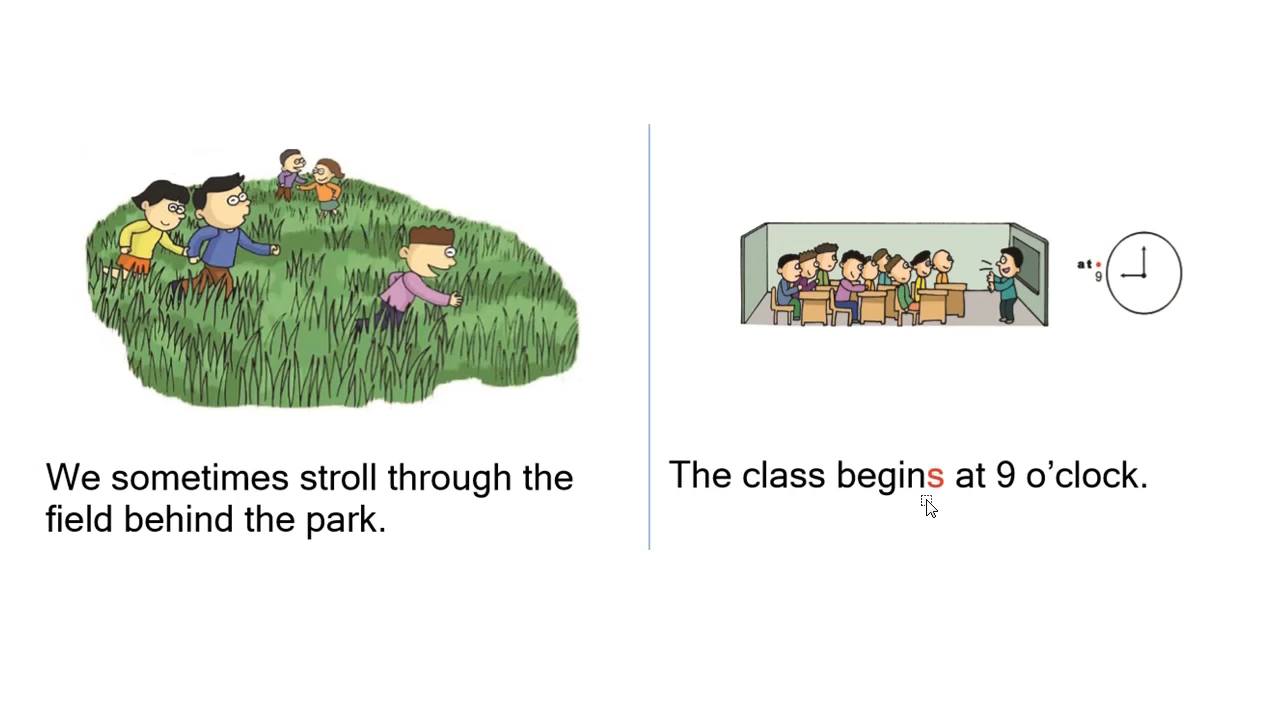 We sometimes stroll through the
field behind the park.
at
9
The class begins at 9 o’clock.